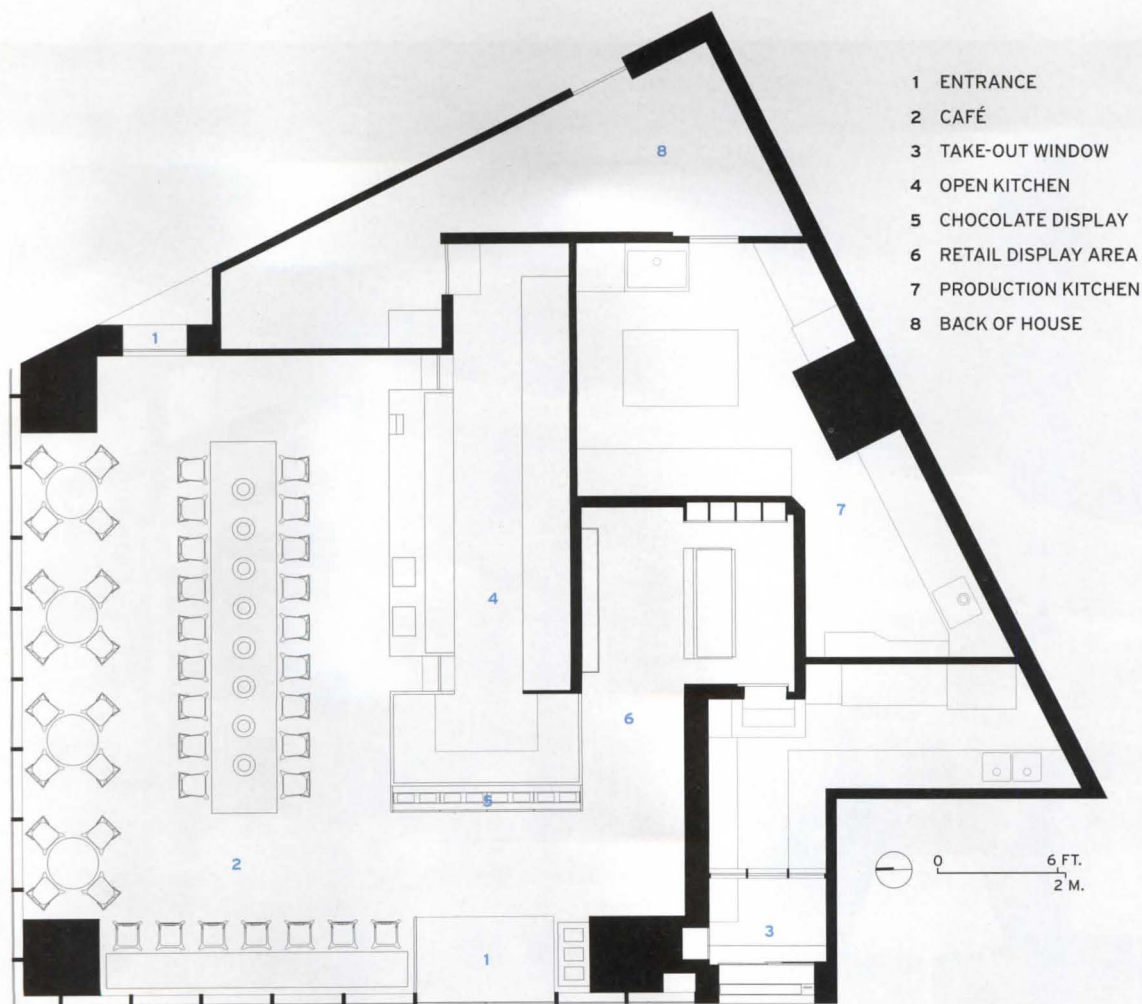 1 ENTRANCE
2 CAFÉ
3 TAKE-OUT WINDOW
4 OPEN KITCHEN
5 CHOCOLATE DISPLAY
6 RETAIL DISPLAY AREA
7 PRODUCTION KITCHEN
8 BACK OF HOUSE
8
1
7
4
6
5
2
0 6 FT.
2 M.
3
1